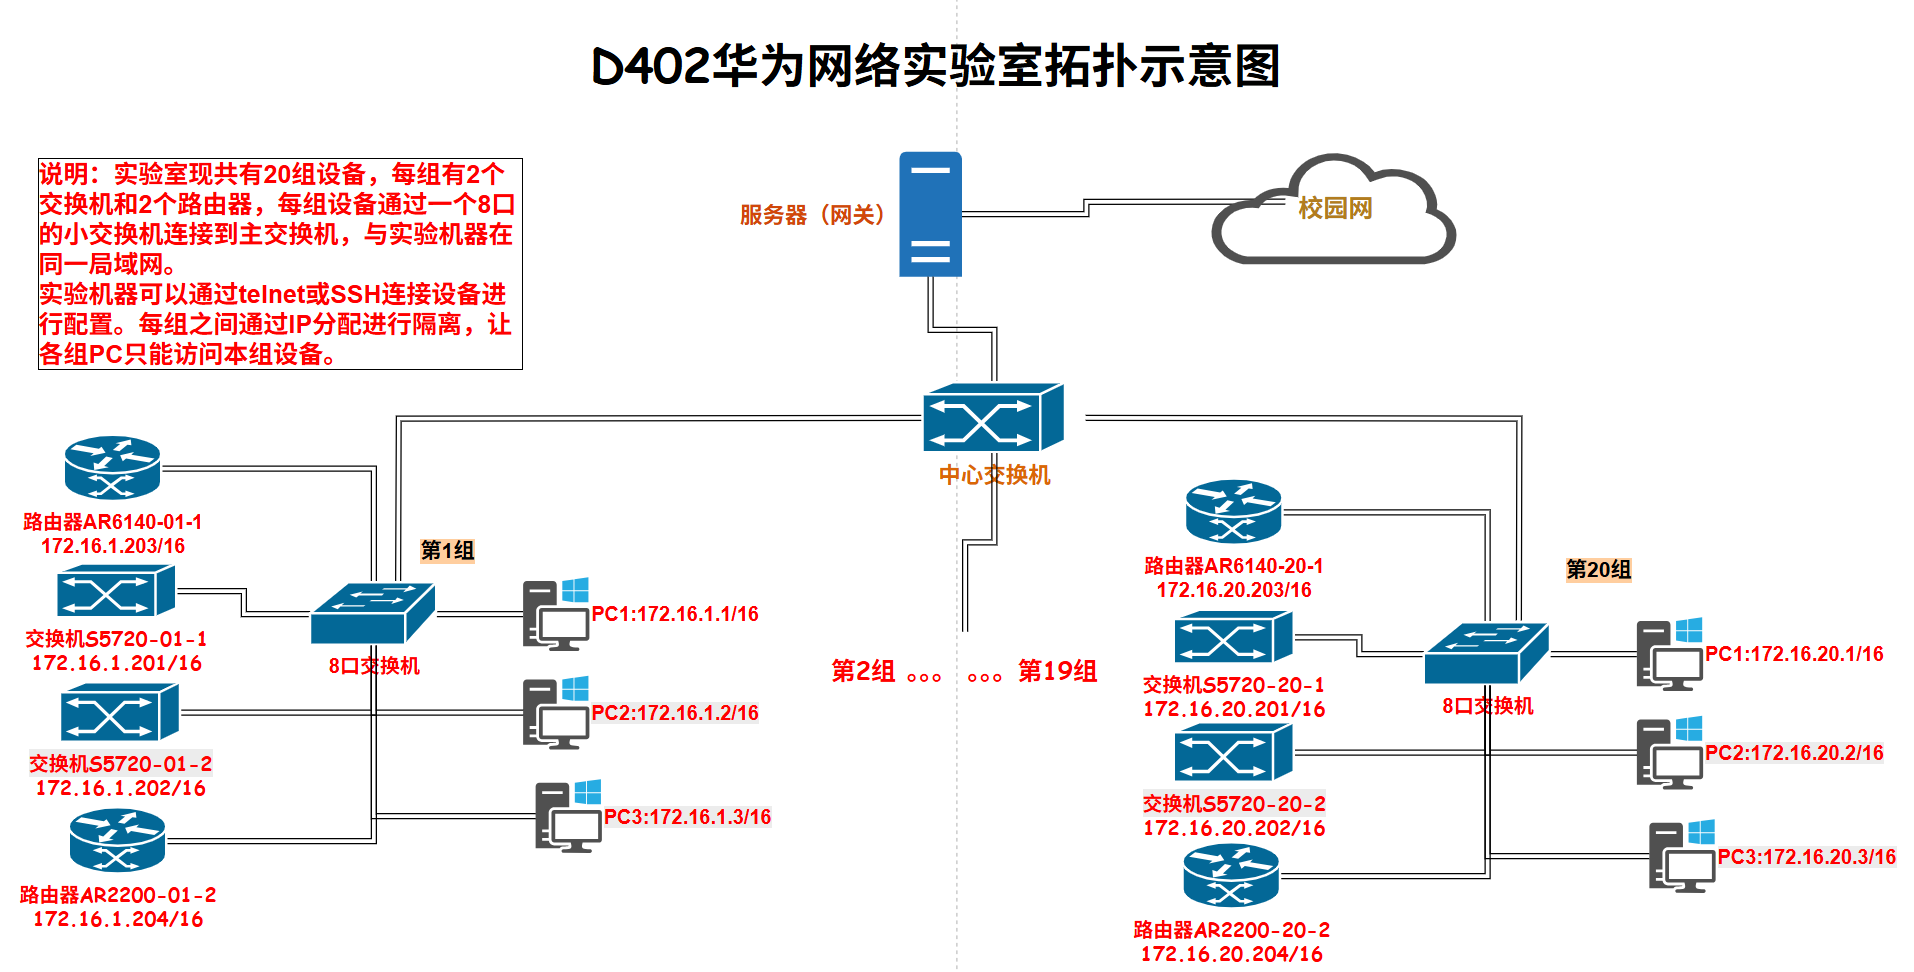 D402华为网络实验室拓扑示意图
说明：实验室现共有20组设备，每组有2个
交换机和2个路由器，每组设备通过一个8口
的小交换机连接到主交换机，与实验机器在
同一局域网。
实验机器可以通过telnet或SSH连接设备进
行配置。每组之间通过IP分配进行隔离，让
各组PC只能访问本组设备。
服务器（网关）
校园网
中心交换机
路由器AR6140-01-1
172.16.1.203/16
第1组
交换机S5720-01-1
172.16.1.201/16
8口交换机
PC1:172.16.1.1/16
PC2:172.16.1.2/16
交换机S5720-01-2
172.16.1.202/16
PC3:172.16.1.3/16
路由器AR2200-01-2
172.16.1.204/16
第2组 。。。 。。。第19组
路由器AR6140-20-1
172.16.20.203/16
第20组
交换机S5720-20-1
172.16.20.201/16
8口交换机
PC1:172.16.20.1/16
PC2:172.16.20.2/16
交换机S5720-20-2
172.16.20.202/16
PC3:172.16.20.3/16
路由器AR2200-20-2
172.16.20.204/16